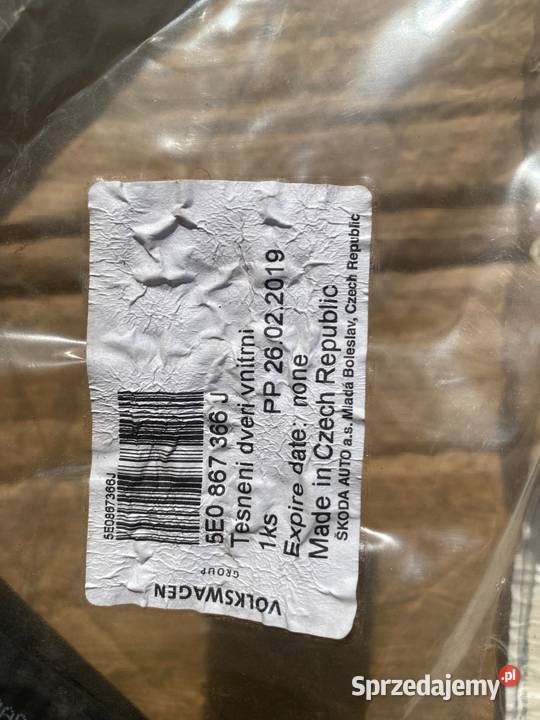 VOLKSWAGEN
GROUP
5E0867366J
5E0 867 366 J
Tesneni dveri vnitrni
1ks PP 26.02.2019
Expire date: none
Made in Czech Republic
ŠKODA AUTO a.s. Mladá Boleslav, Czech Republic
Sprzedajemy.pl